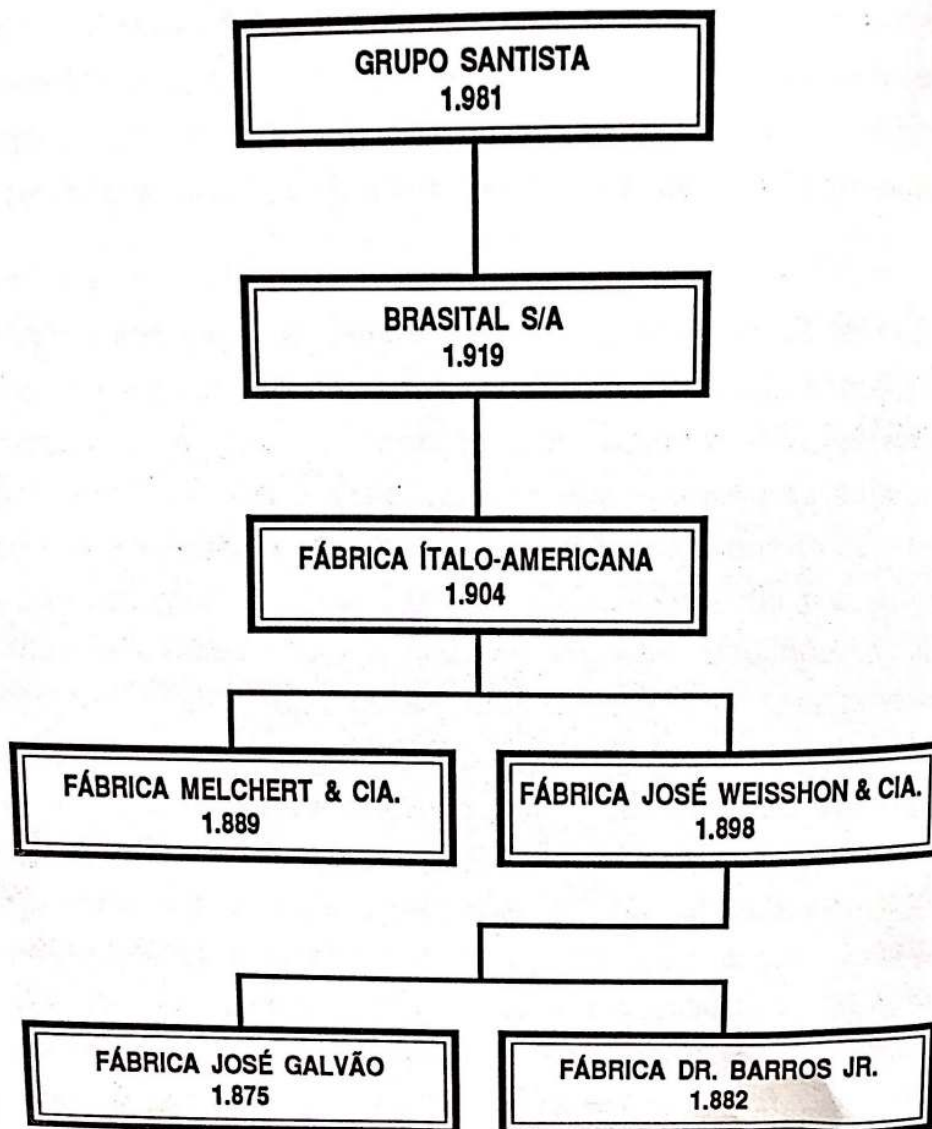 GRUPO SANTISTA
1.981
BRASITAL S/A
1.919
FÁBRICA ÍTALO-AMERICANA
1.904
FÁBRICA MELCHERT & CIA.
1.889
FÁBRICA JOSÉ WEISSHON & CIA.
1.898
FÁBRICA JOSÉ GALVÃO
1.875
FÁBRICA DR. BARROS JR.
1.882